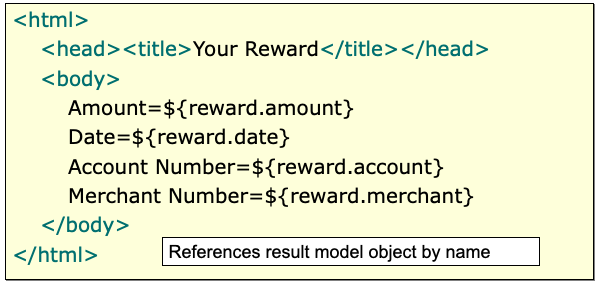 <html>
<head><title>Your Reward</title></head>
<body>
Amount=${reward.amount}
Date=${reward.date}
Account Number=${reward.account}
Merchant Number=${reward.merchant}
</body>
</html>
References result model object by name